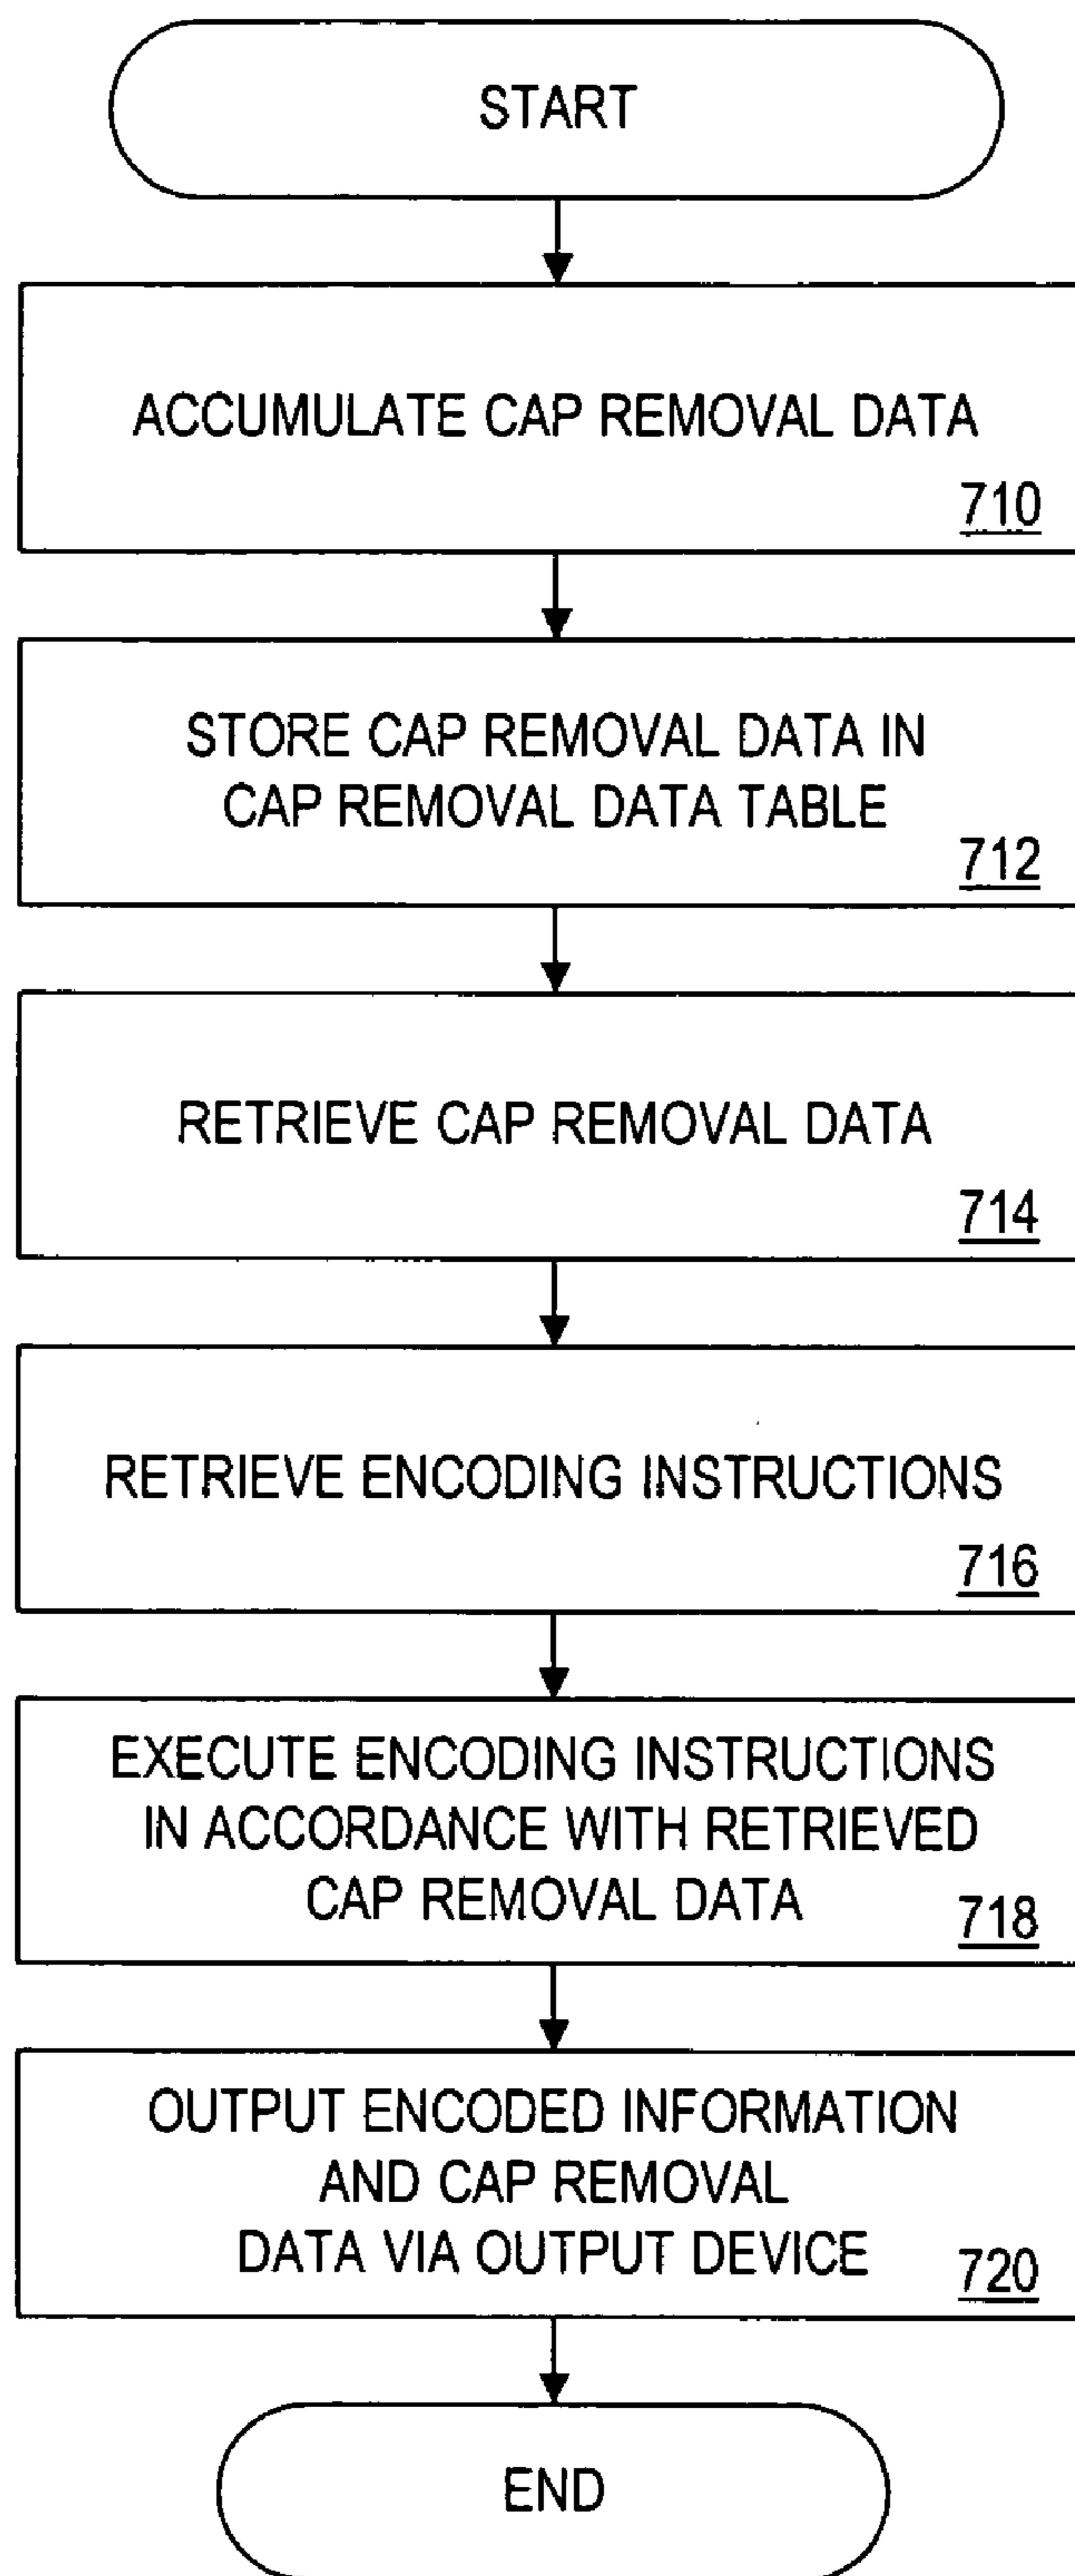 START
ACCUMULATE CAP REMOVAL DATA
710
STORE CAP REMOVAL DATA IN
CAP REMOVAL DATA TABLE
712
RETRIEVE CAP REMOVAL DATA
714
RETRIEVE ENCODING INSTRUCTIONS
716
EXECUTE ENCODING INSTRUCTIONS
IN ACCORDANCE WITH RETRIEVED
CAP REMOVAL DATA
718
OUTPUT ENCODED INFORMATION
AND CAP REMOVAL
DATA VIA OUTPUT DEVICE
720
END